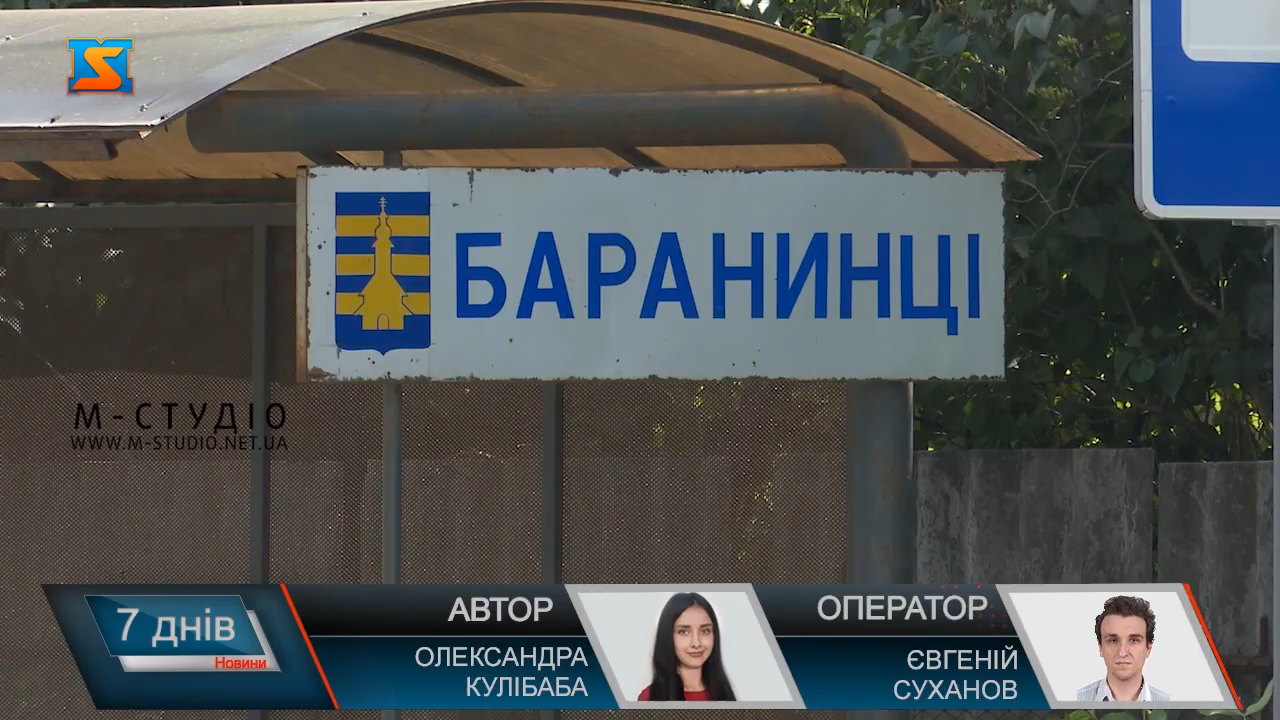 БАРАНИНЦІ
М-СТУДІО
WWW.M-STUDIO.NET.UA
7 днів
Новини
АВТОР
ОЛЕКСАНДРА
КУЛІБАБА
ОПЕРАТОР
ЄВГЕНІЙ
СУХАНОВ